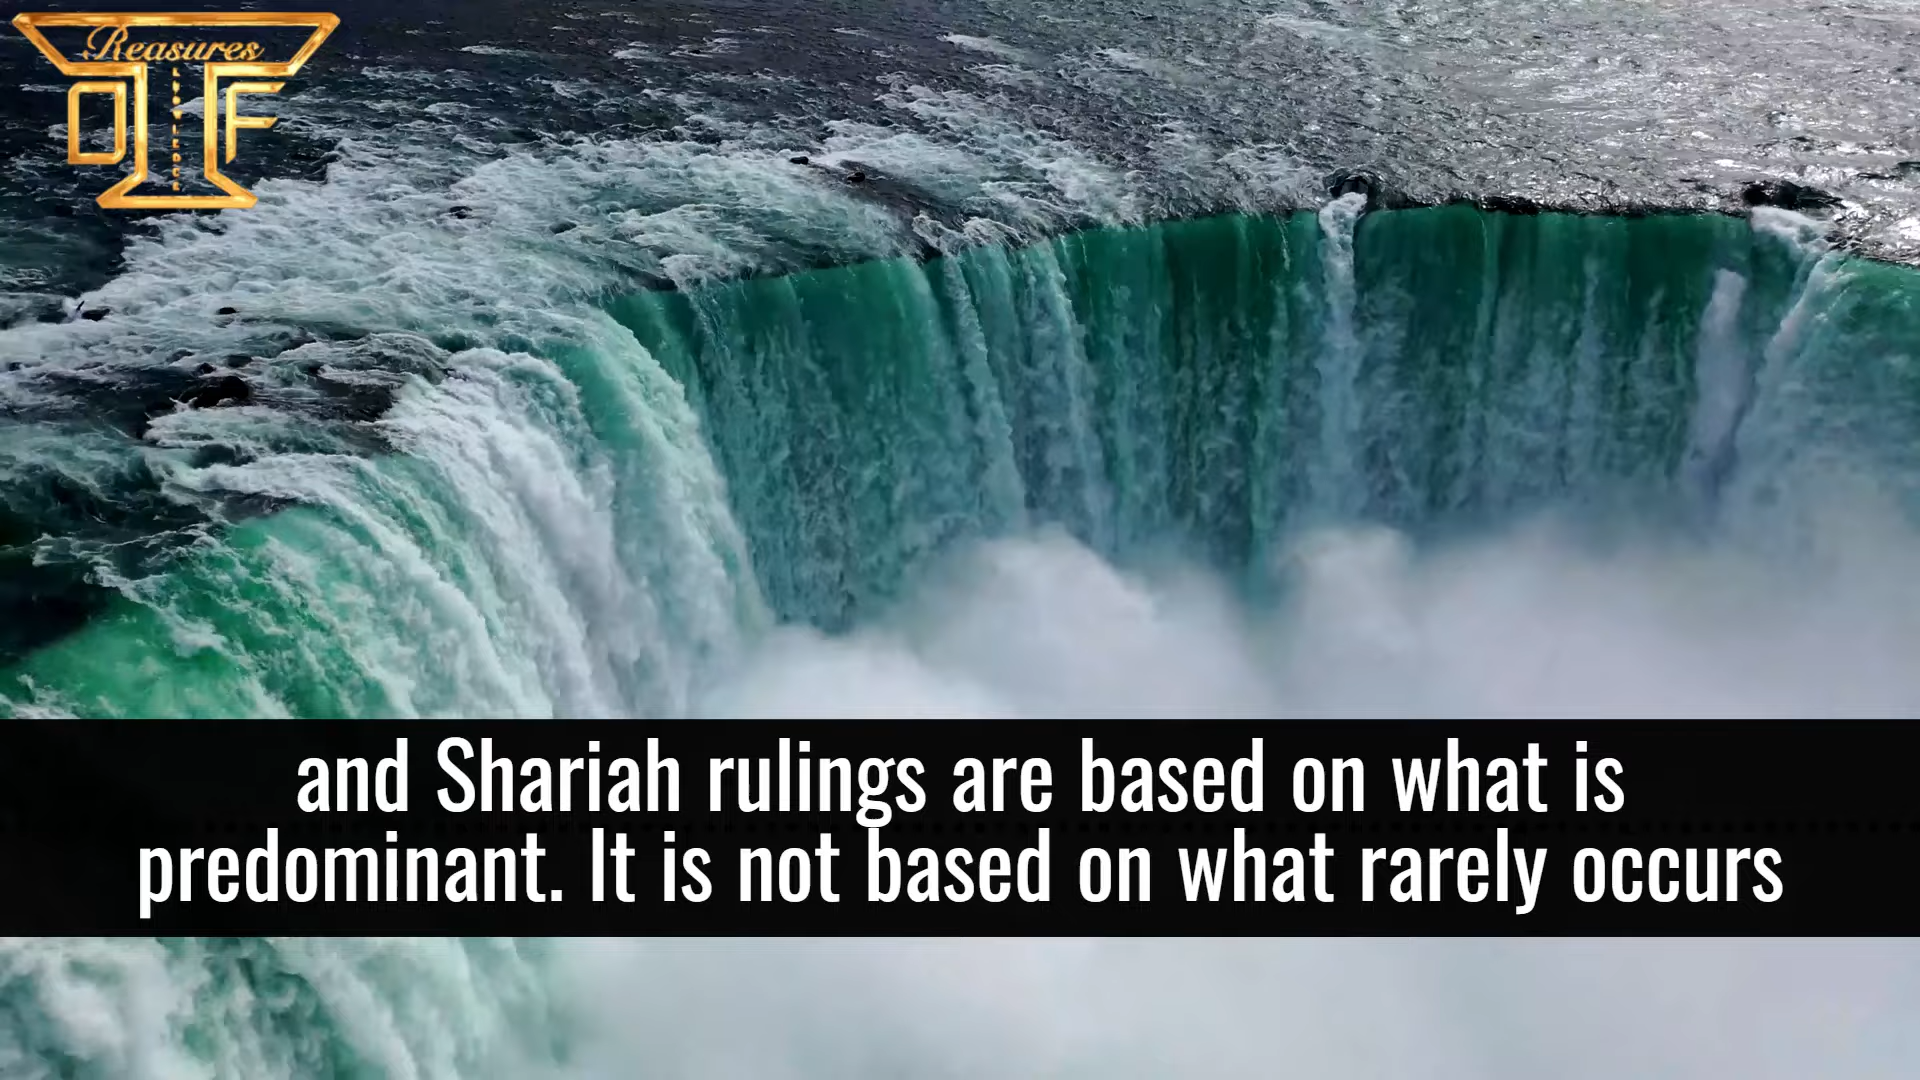 Reasures
OF
KNOWLEDGE
and Shariah rulings are based on what is
predominant. It is not based on what rarely occurs